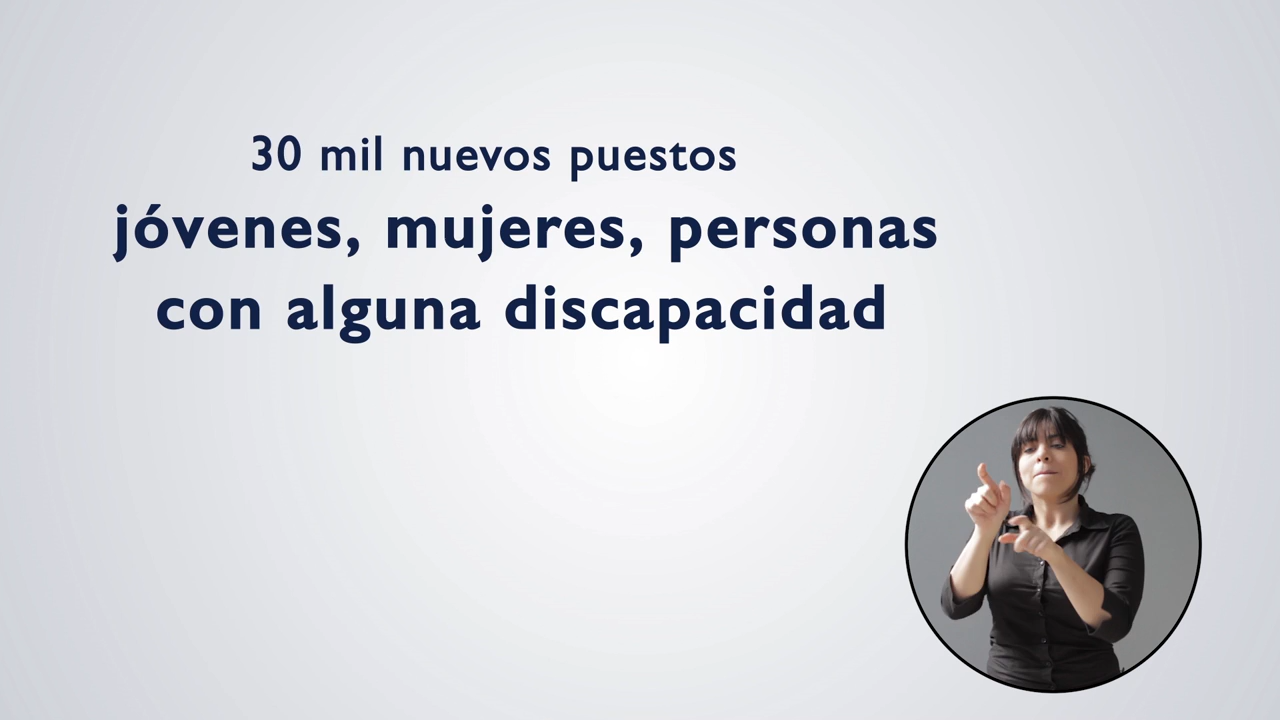 30 mil nuevos puestos
jóvenes, mujeres, personas
con alguna discapacidad